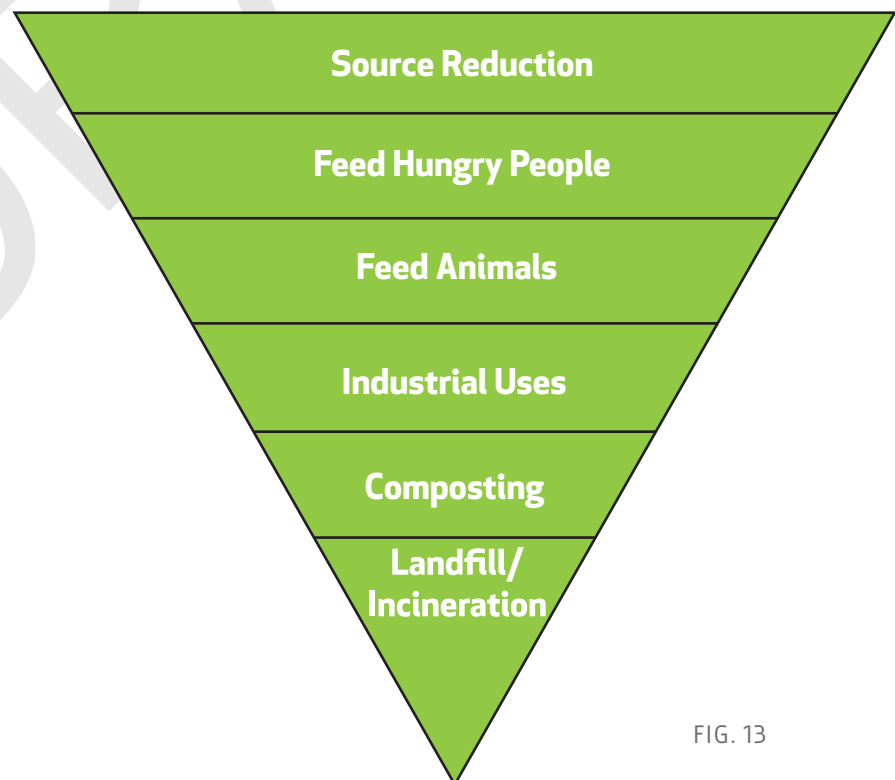 Source Reduction
Feed Hungry People
Feed Animals
Industrial Uses
Composting
Landfill/
Incineration
FIG. 13